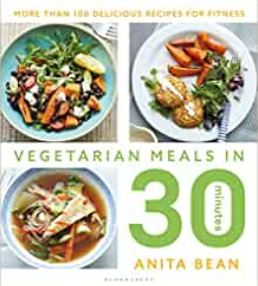 MORE THAN 100 DELICIOUS RECIPES FOR FITNESS
VEGETARIAN MEALS IN
30
minutes
ANITA BEAN
BLOOMSBURY